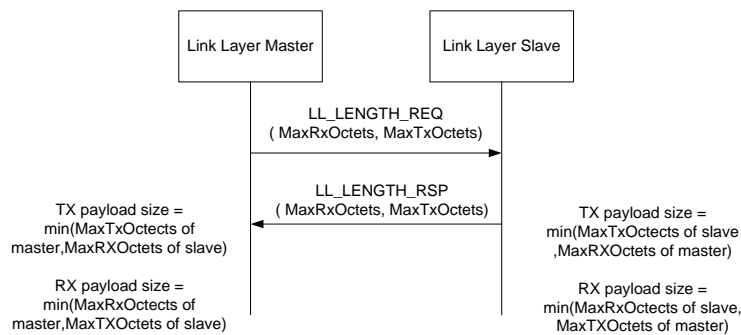 Link Layer Master
Link Layer Slave
LL_LENGTH_REQ
( MaxRxOctets, MaxTxOctets)
LL_LENGTH_RSP
( MaxRxOctets, MaxTxOctets)
TX payload size =
min(MaxTxOctects of
master,MaxRXOctets of slave)
TX payload size =
min(MaxTxOctects of slave
,MaxRXOctets of master)
RX payload size =
min(MaxRxOctects of
master,MaxTXOctets of slave)
RX payload size =
min(MaxRxOctects of slave,
MaxTXOctets of master)